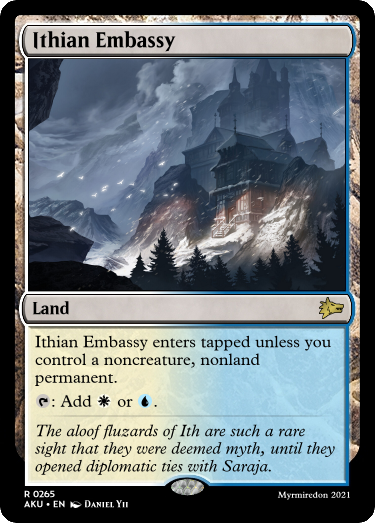 Ithian Embassy
Land
Ithian Embassy enters tapped unless you
control a noncreature, nonland
permanent.
: Add or .
The aloof fluzards of Ith are such a rare
sight that they were deemed myth, until they
opened diplomatic ties with Saraja.
R 0265
AKU • EN Daniel Yii
Myrmiredon 2021